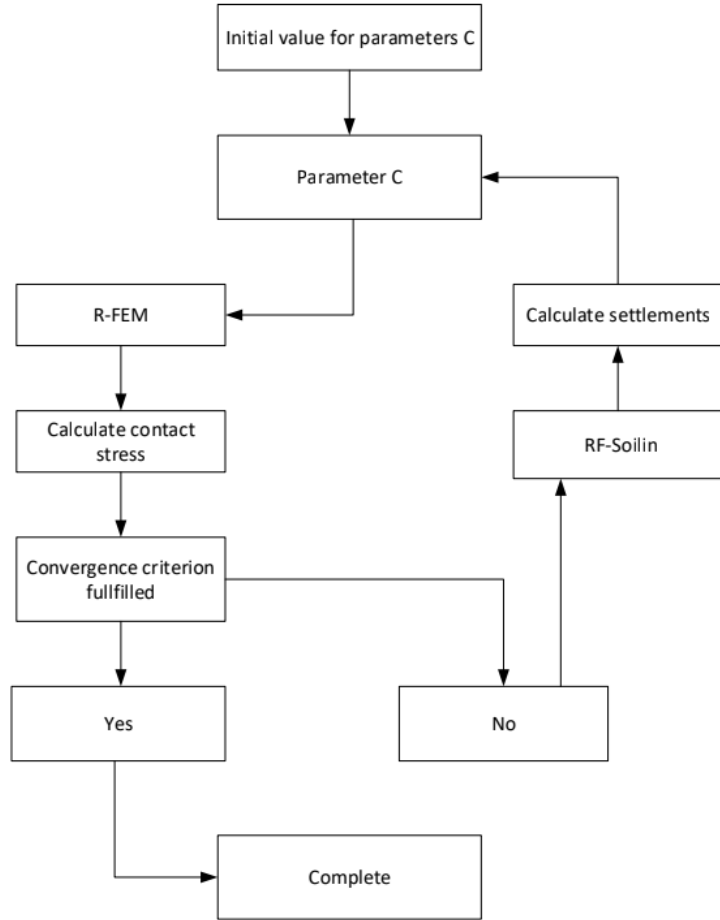 Initial value for parameters C
Parameter C
R-FEM
Calculate settlements
Calculate contact
stress
RF-Soilin
Convergence criterion
fullfilled
Yes
No
Complete